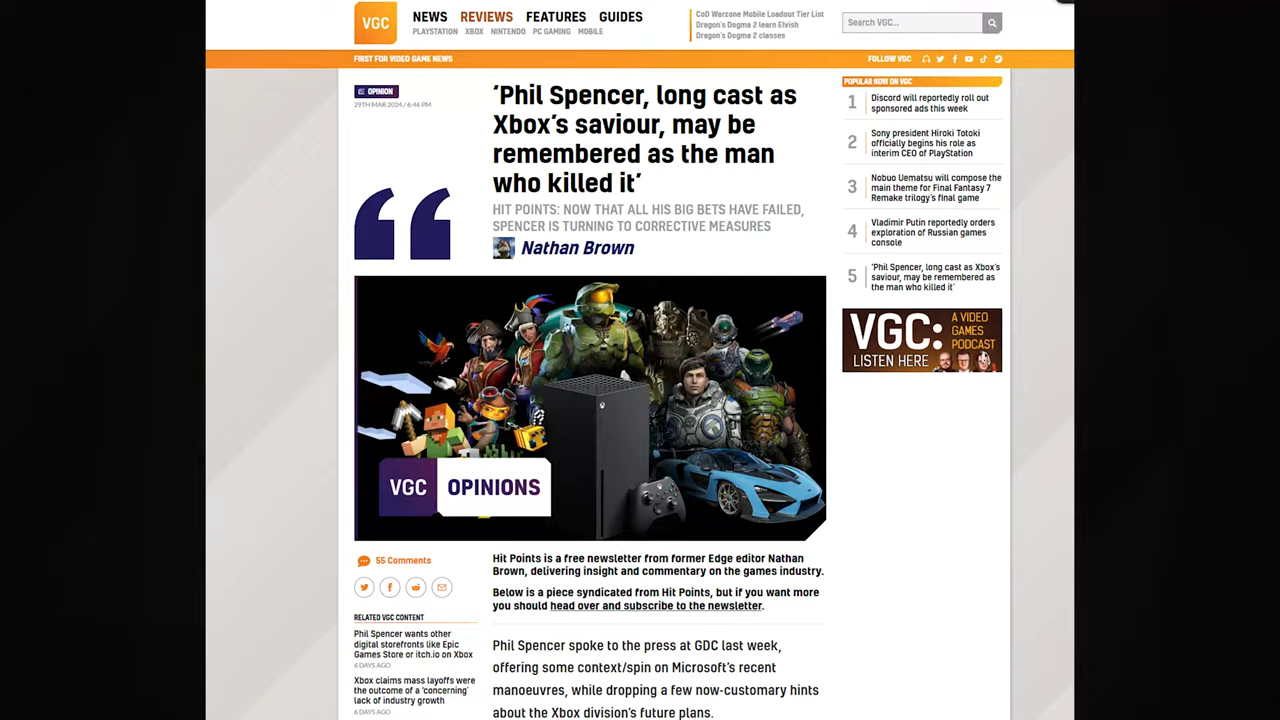 VGC
NEWS REVIEWS FEATURES GUIDES
PLAYSTATION XBOX NINTENDO PC GAMING MOBILE
CoD Warzone Mobile Loadout Tier List
Dragon's Dogma 2 learn Elvish
Dragon's Dogma 2 classes
Search VGC...
FIRST FOR VIDEO GAME NEWS
FOLLOW VGC
OPINION
29TH MAR 2024 / 6:46 PM
‘Phil Spencer, long cast as
Xbox’s saviour, may be
remembered as the man
who killed it’
HIT POINTS: NOW THAT ALL HIS BIG BETS HAVE FAILED,
SPENCER IS TURNING TO CORRECTIVE MEASURES
Nathan Brown
VGC OPINIONS
55 Comments
RELATED VGC CONTENT
Phil Spencer wants other
digital storefronts like Epic
Games Store or itch.io on Xbox
6 DAYS AGO
Xbox claims mass layoffs were
the outcome of a ‘concerning’
lack of industry growth
6 DAYS AGO
Hit Points is a free newsletter from former Edge editor Nathan
Brown, delivering insight and commentary on the games industry.
Below is a piece syndicated from Hit Points, but if you want more
you should head over and subscribe to the newsletter.
Phil Spencer spoke to the press at GDC last week,
offering some context/spin on Microsoft’s recent
manoeuvres, while dropping a few now-customary hints
about the Xbox division’s future plans.
POPULAR NOW ON VGC
1 Discord will reportedly roll out
sponsored ads this week
2 Sony president Hiroki Totoki
officially begins his role as
interim CEO of PlayStation
3 Nobuo Uematsu will compose the
main theme for Final Fantasy 7
Remake trilogy's final game
4 Vladimir Putin reportedly orders
exploration of Russian games
console
5 ‘Phil Spencer, long cast as Xbox’s
saviour, may be remembered as
the man who killed it’
VGC:
LISTEN HERE
A VIDEO
GAMES
PODCAST